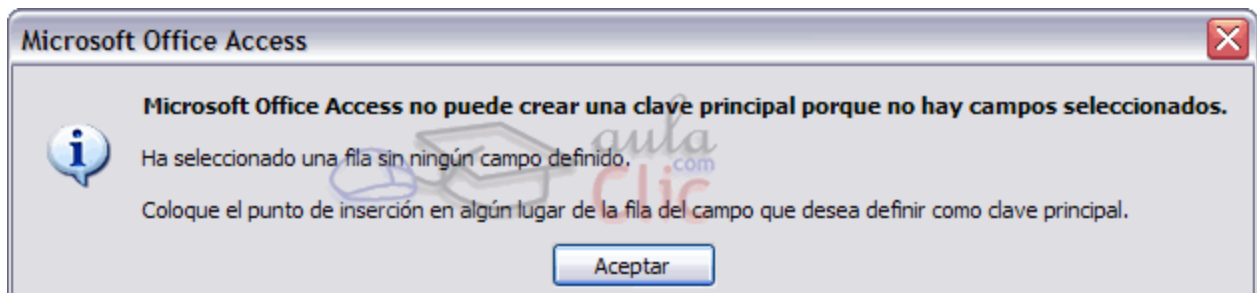 Microsoft Office Access
Microsoft Office Access no puede crear una clave principal porque no hay campos seleccionados.
Ha seleccionado una fila sin ningún campo definido.
aula
.com
Clic
Coloque el punto de inserción en algún lugar de la fila del campo que desea definir como clave principal.
Aceptar